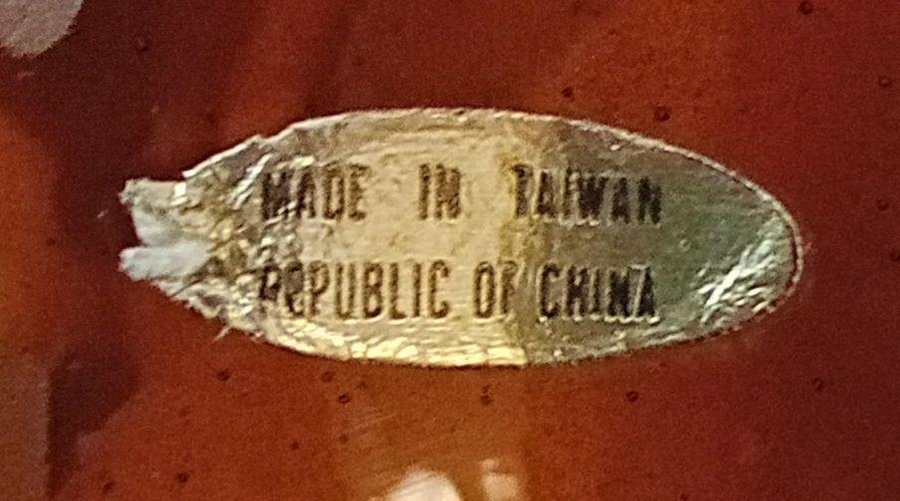 MADE IN TAIWAN
REPUBLIC OF CHINA